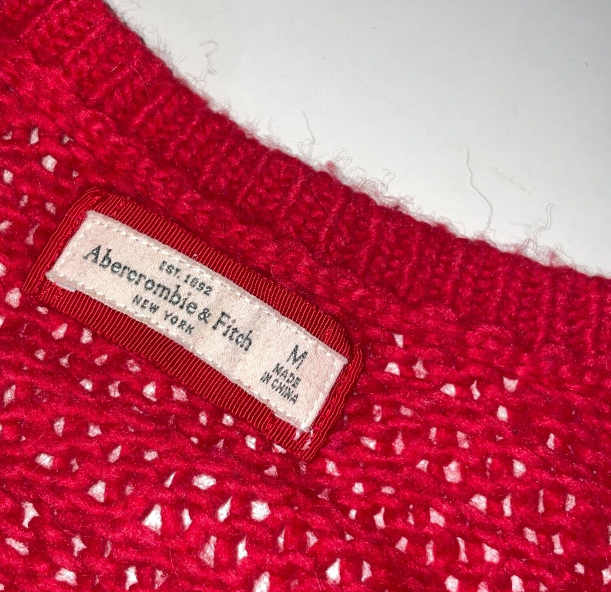 EST. 1892
Abercrombie & Fitch
NEW YORK
M
MADE
IN CHINA